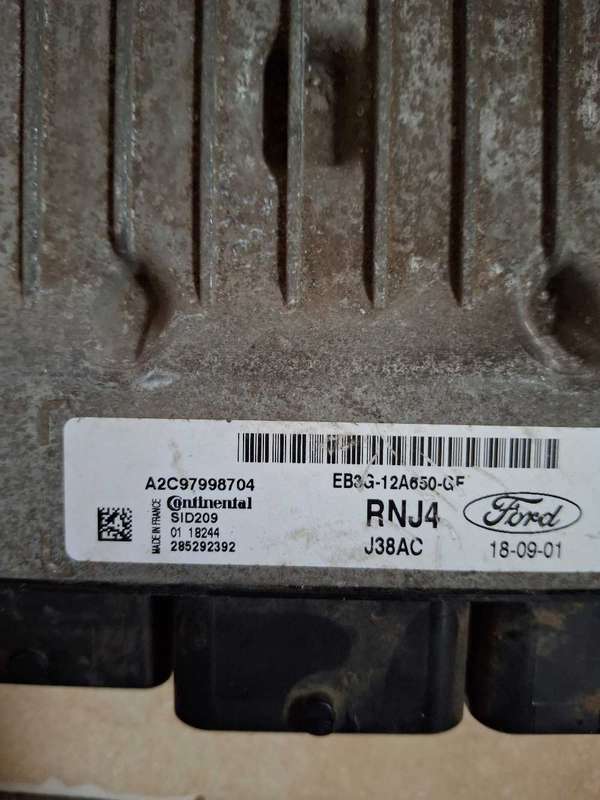 A2C97998704
EB3G-12A650-GF
MADE IN FRANCE
Continental
SID209
01 18244
285292392
RNJ4
J38AC
Ford
18-09-01